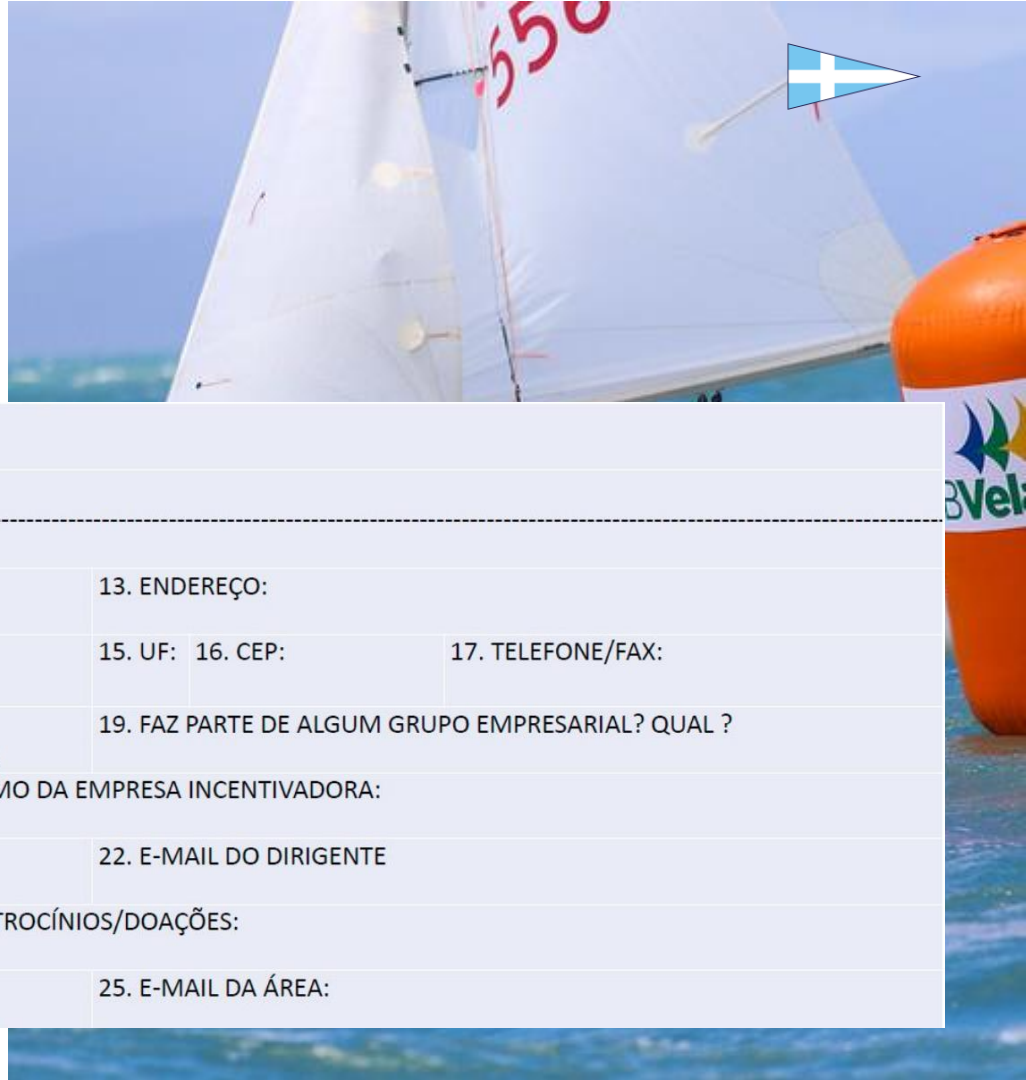 558
BVela
13. ENDEREÇO:
15. UF: 16. CEP: 17. TELEFONE/FAX:
19. FAZ PARTE DE ALGUM GRUPO EMPRESARIAL? QUAL ?
MO DA EMPRESA INCENTIVADORA:
22. E-MAIL DO DIRIGENTE
TROCÍNIOS/DOAÇÕES:
25. E-MAIL DA ÁREA: